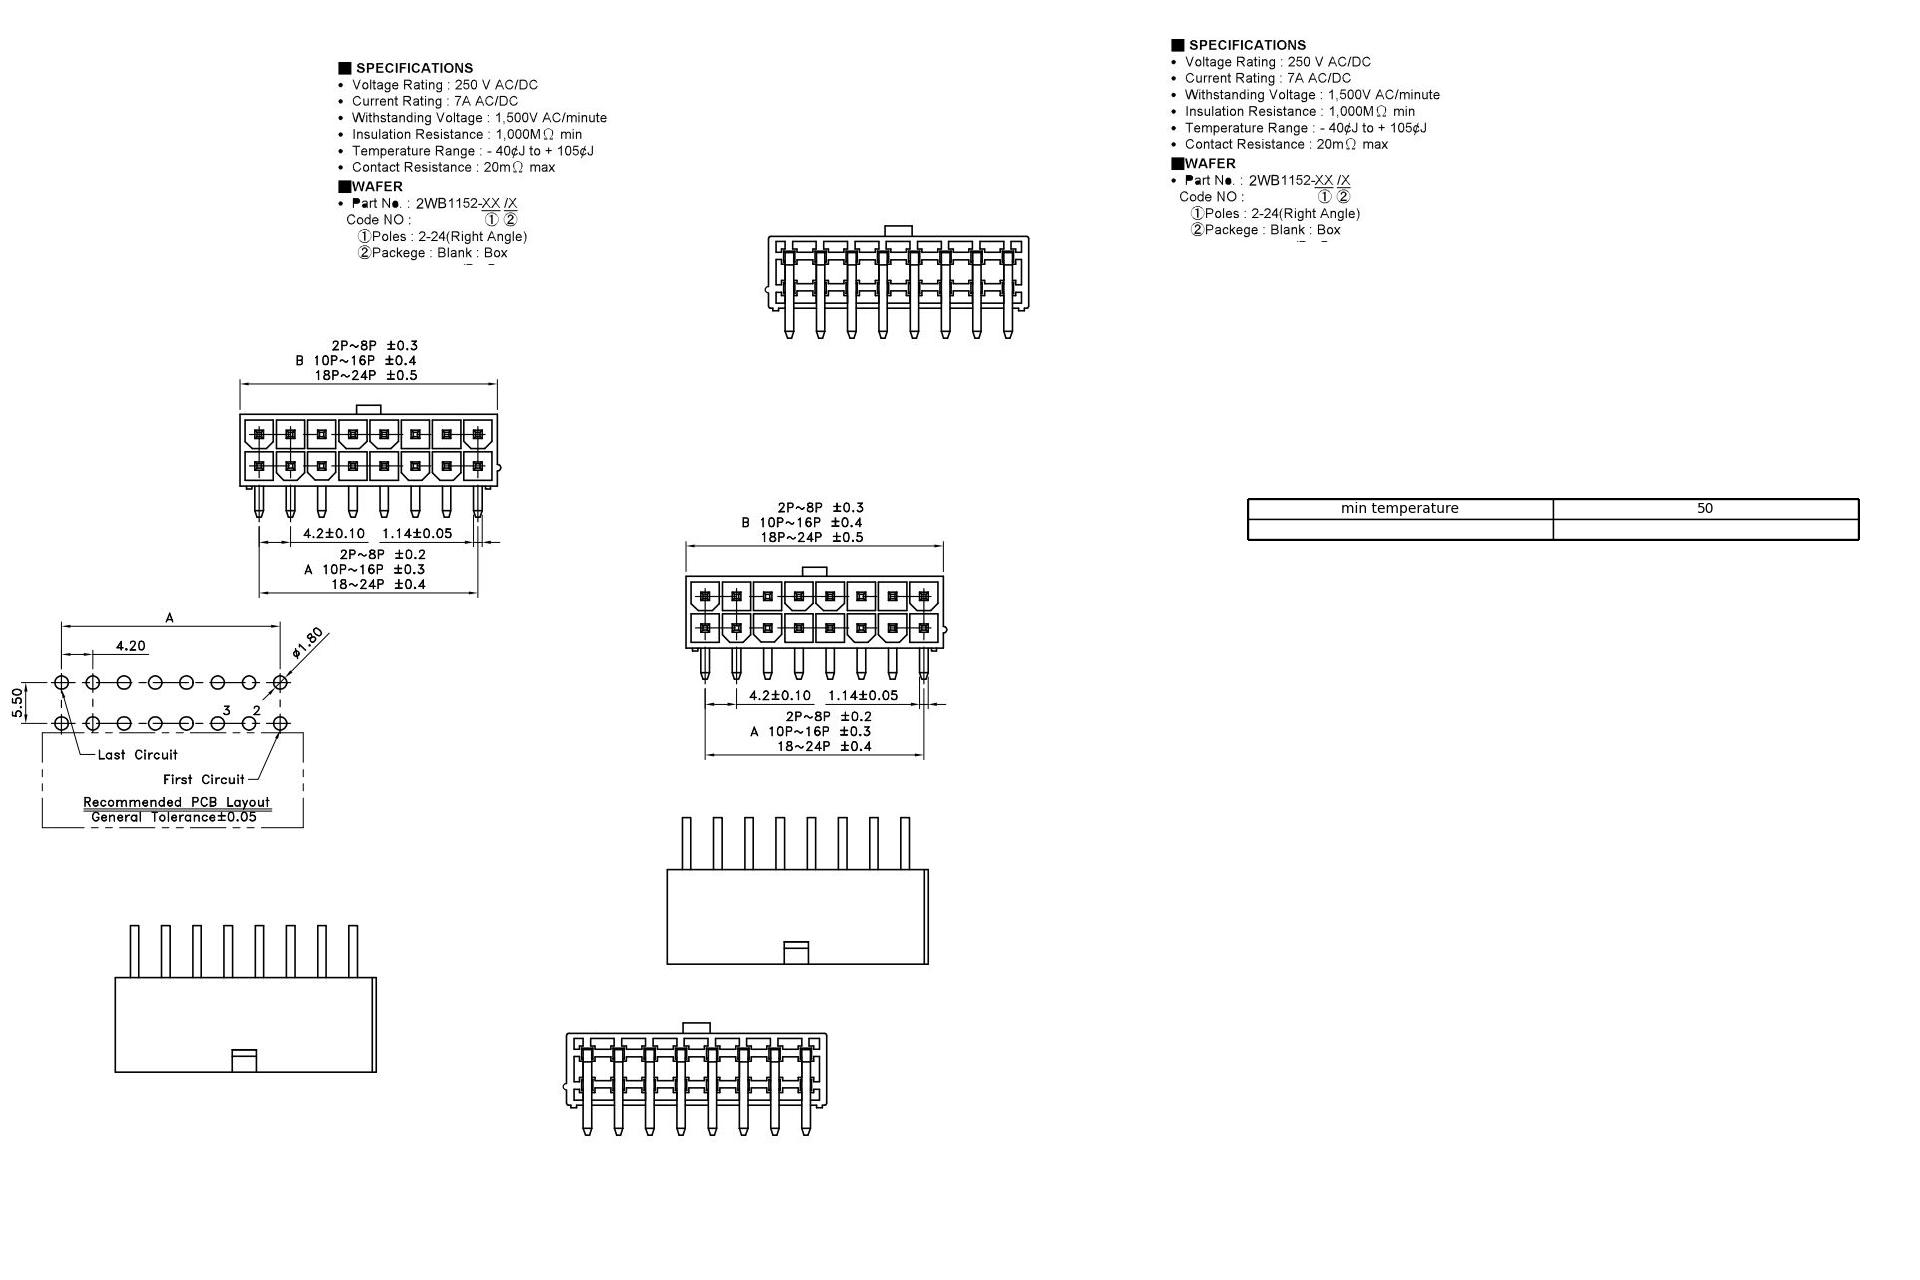 ■ SPECIFICATIONS
• Voltage Rating : 250 V AC/DC
• Current Rating : 7A AC/DC
• Withstanding Voltage : 1,500V AC/minute
• Insulation Resistance : 1,000MΩ min
• Temperature Range : - 40¢J to + 105¢J
• Contact Resistance : 20mΩ max
■WAFER
• Part No. : 2WB1152-XX /X
Code NO : ① ②
①Poles : 2-24(Right Angle)
②Packege : Blank : Box
■ SPECIFICATIONS
• Voltage Rating : 250 V AC/DC
• Current Rating : 7A AC/DC
• Withstanding Voltage : 1,500V AC/minute
• Insulation Resistance : 1,000MΩ min
• Temperature Range : - 40¢J to + 105¢J
• Contact Resistance : 20mΩ max
■WAFER
• Part No. : 2WB1152-XX /X
Code NO : ① ②
①Poles : 2-24(Right Angle)
②Packege : Blank : Box
2P~8P ±0.3
B 10P~16P ±0.4
18P~24P ±0.5
4.2±0.10 1.14±0.05
2P~8P ±0.2
A 10P~16P ±0.3
18~24P ±0.4
2P~8P ±0.3
B 10P~16P ±0.4
18P~24P ±0.5
4.2±0.10 1.14±0.05
2P~8P ±0.2
A 10P~16P ±0.3
18~24P ±0.4
min temperature 50
A
4.20
ø1.80
5.50
3 2
Last Circuit
First Circuit
Recommended PCB Layout
General Tolerance±0.05